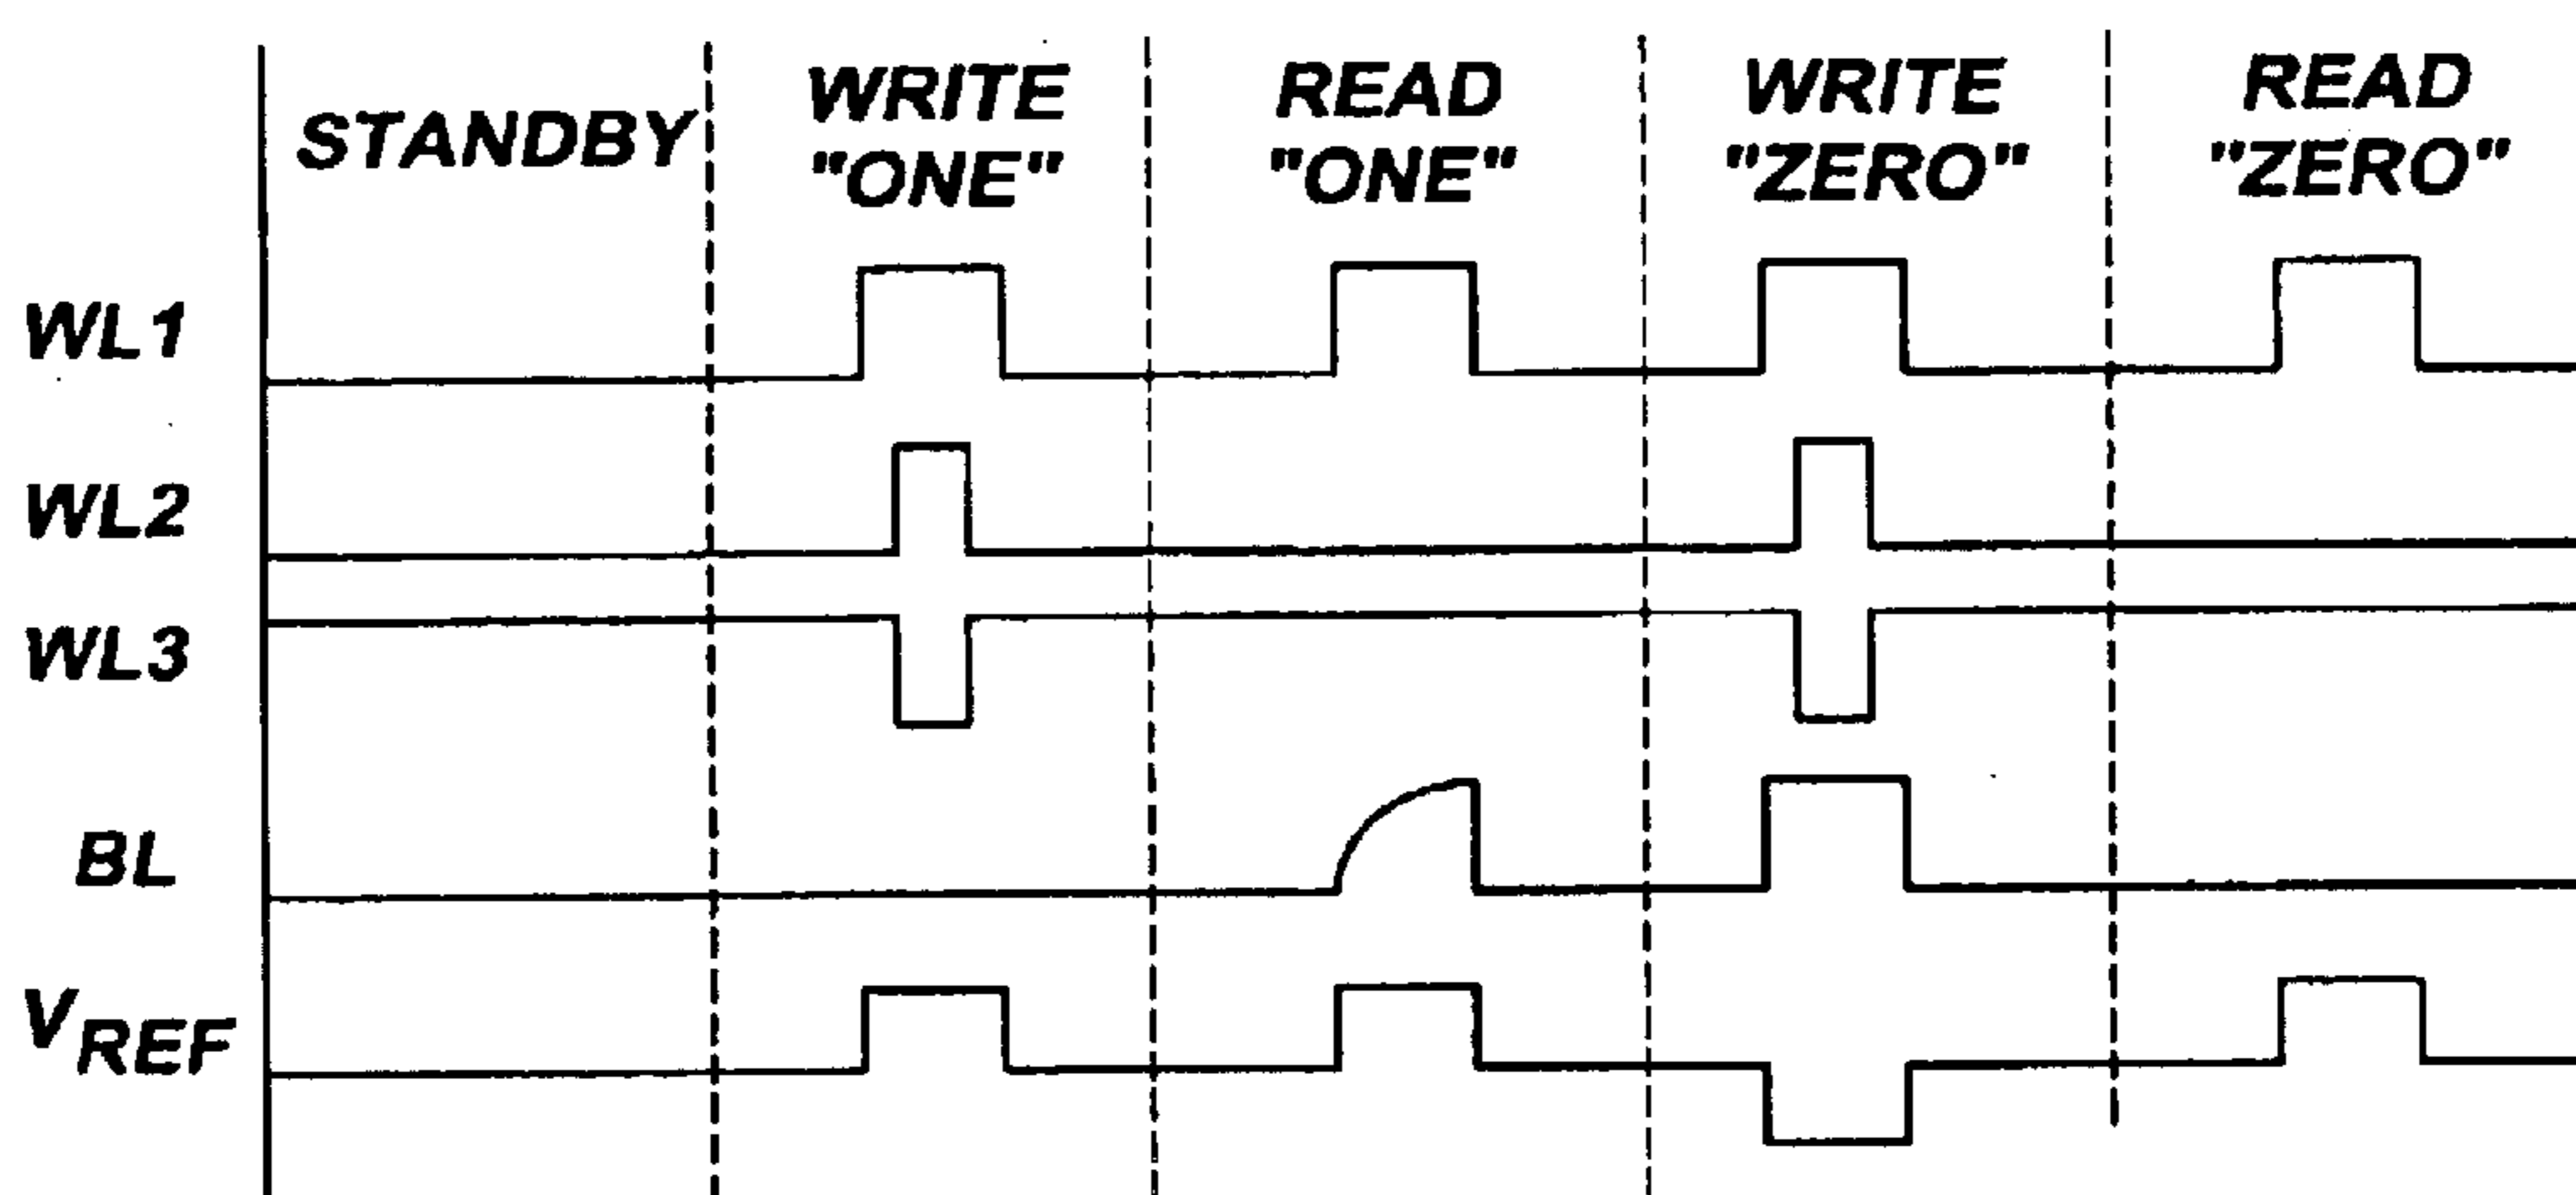 STANDBY
WRITE
"ONE"
READ
"ONE"
WRITE
"ZERO"
READ
"ZERO"
WL1
WL2
WL3
BL
VREF